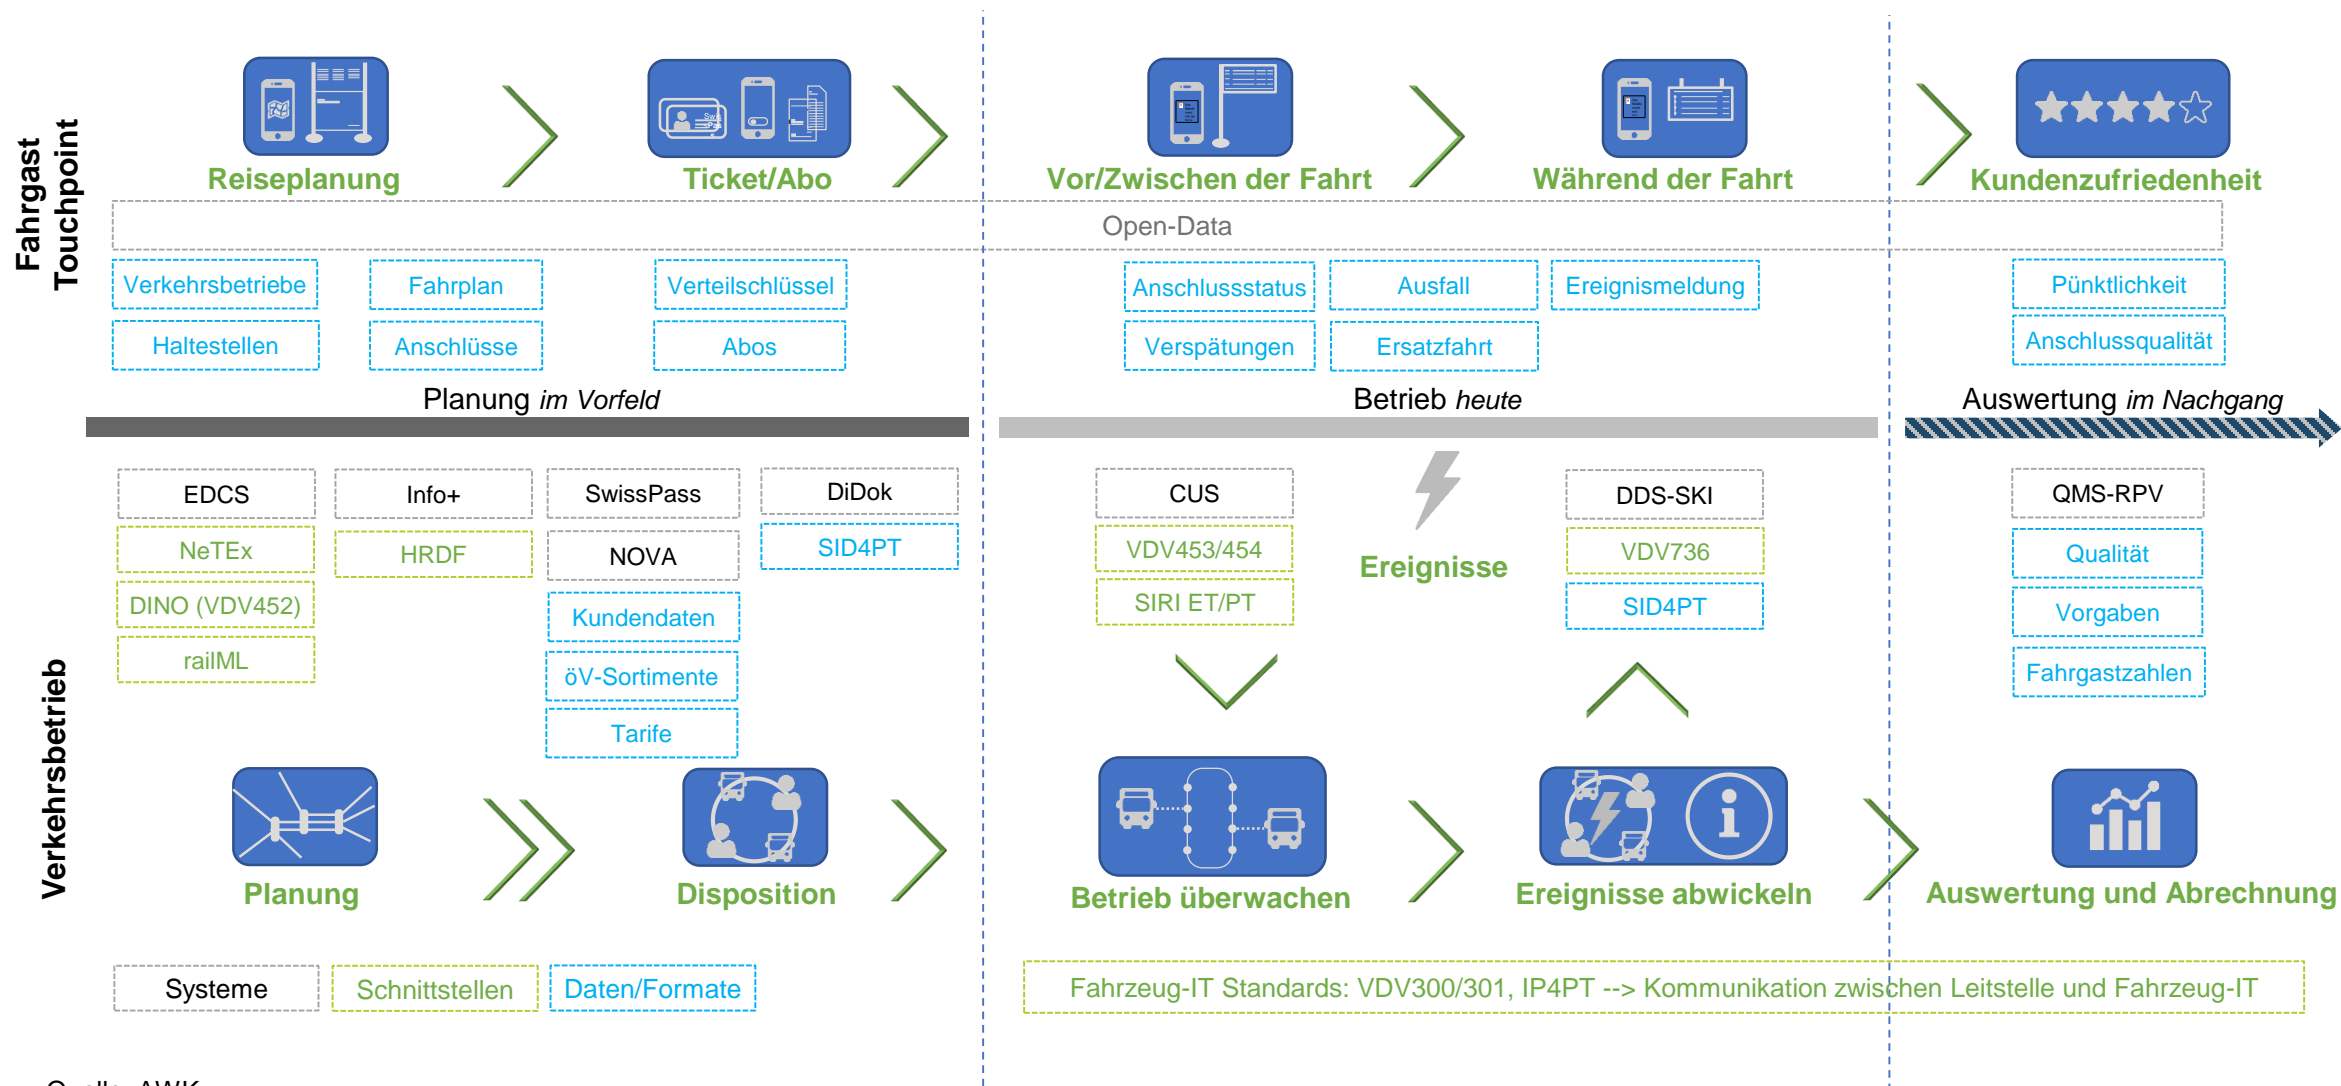 Fahrgast
Touchpoint
Reiseplanung
Ticket/Abo
Vor/Zwischen der Fahrt
Während der Fahrt
Kundenzufriedenheit
Open-Data
Verkehrsbetriebe
Fahrplan
Verteilschlüssel
Anschlussstatus
Ausfall
Ereignismeldung
Pünktlichkeit
Haltestellen
Anschlüsse
Abos
Verspätungen
Ersatzfahrt
Anschlussqualität
Planung im Vorfeld
Betrieb heute
Auswertung im Nachgang
Verkehrsbetrieb
EDCS
Info+
SwissPass
DiDok
CUS
DDS-SKI
QMS-RPV
NeTEx
HRDF
NOVA
SID4PT
VDV453/454
Ereignisse
VDV736
Qualität
DINO (VDV452)
Kundendaten
SIRI ET/PT
SID4PT
Vorgaben
railML
öV-Sortimente
Fahrgastzahlen
Tarife
Planung
Disposition
Betrieb überwachen
Ereignisse abwickeln
Auswertung und Abrechnung
Systeme
Schnittstellen
Daten/Formate
Fahrzeug-IT Standards: VDV300/301, IP4PT --> Kommunikation zwischen Leitstelle und Fahrzeug-IT